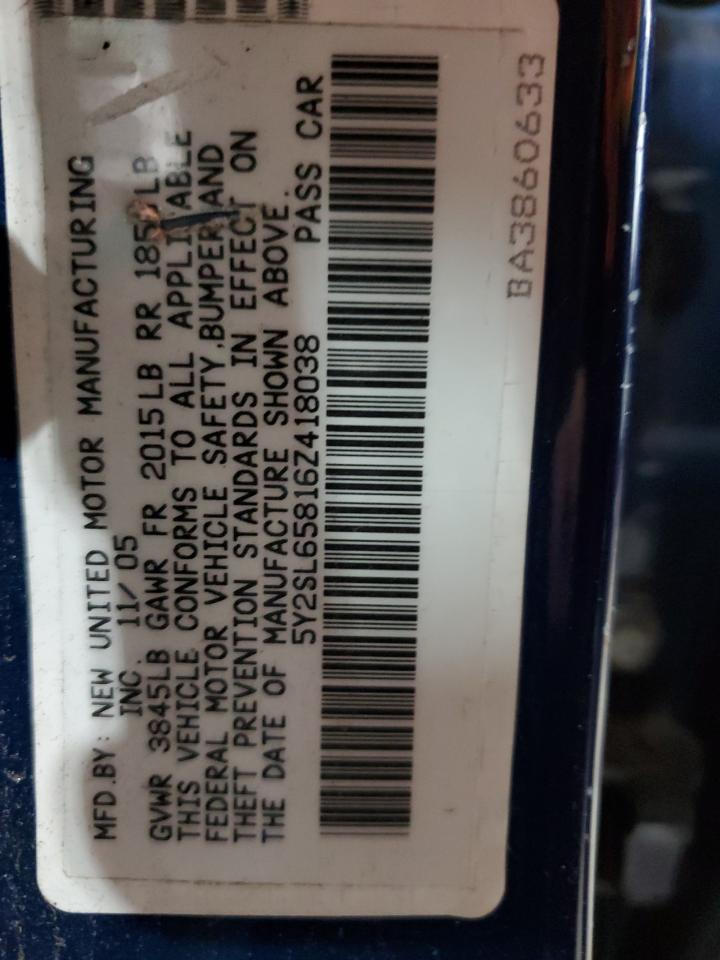 MFD.BY: NEW UNITED MOTOR MANUFACTURING
INC. 11/05
GVWR 3845LB GAWR FR 2015LB RR LB
THIS VEHICLE CONFORMS TO ALL APPLICABLE
FEDERAL MOTOR VEHICLE SAFETY,BUMPER AND
THEFT PREVENTION STANDARDS IN EFFECT ON
THE DATE OF MANUFACTURE SHOWN ABOVE.
5Y2SL65816Z418038 PASS CAR
BA3860633